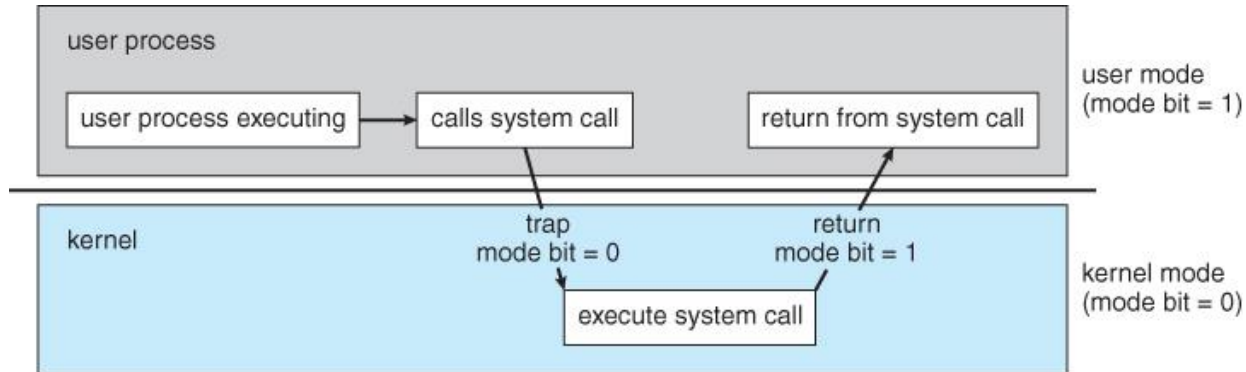 user process
user process executing
calls system call
return from system call
user mode
(mode bit = 1)
kernel
trap
mode bit = 0
return
mode bit = 1
execute system call
kernel mode
(mode bit = 0)